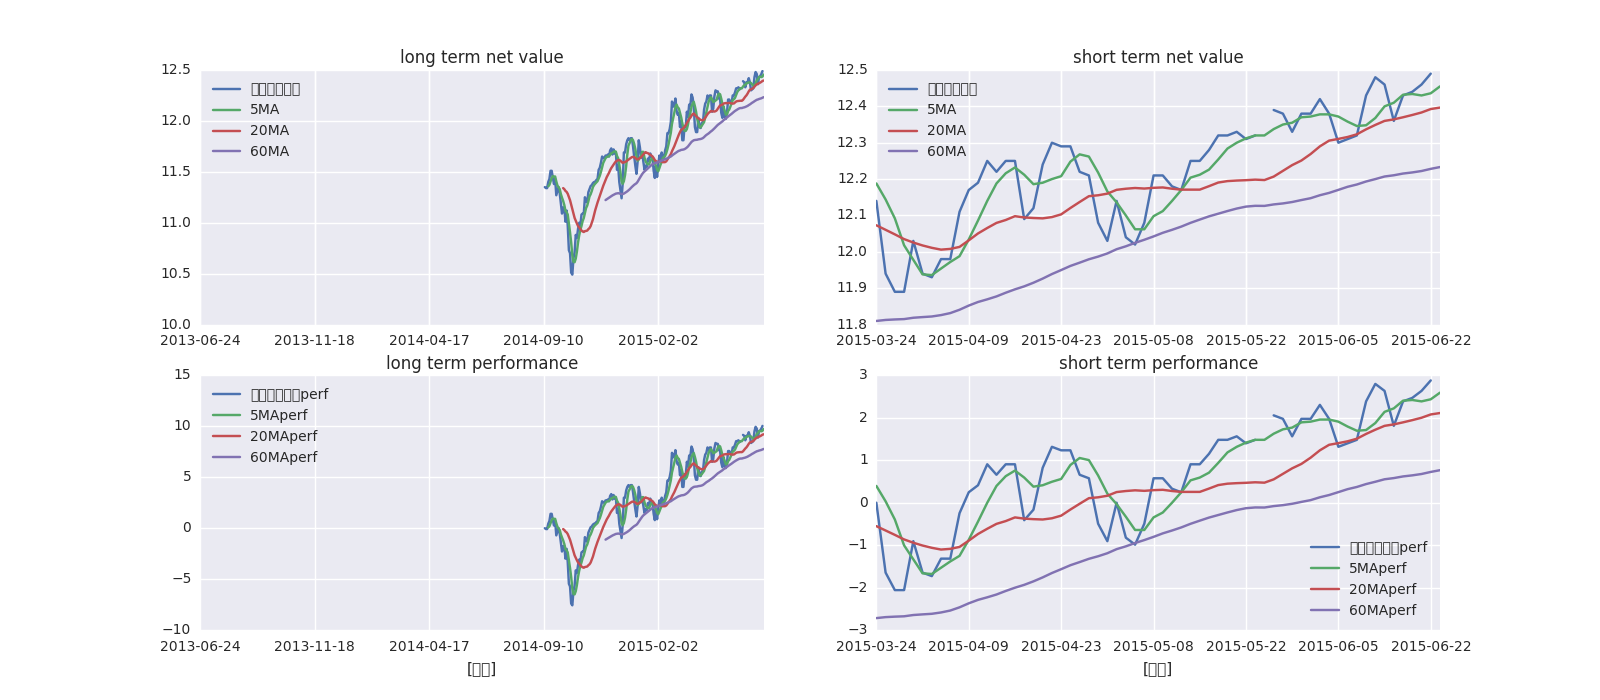 long term net value
12.5
12.0
11.5
11.0
10.5
10.0
5MA
20MA
60MA
2013-06-24 2013-11-18 2014-04-17 2014-09-10 2015-02-02
short term net value
12.5
12.4
12.3
12.2
12.1
12.0
11.9
11.8
5MA
20MA
60MA
2015-03-24 2015-04-09 2015-04-23 2015-05-08 2015-05-22 2015-06-05 2015-06-22
long term performance
15
10
5
0
−5
−10
perf
5MAperf
20MAperf
60MAperf
2013-06-24 2013-11-18 2014-04-17 2014-09-10 2015-02-02
short term performance
3
2
1
0
−1
−2
−3
perf
5MAperf
20MAperf
60MAperf
2015-03-24 2015-04-09 2015-04-23 2015-05-08 2015-05-22 2015-06-05 2015-06-22